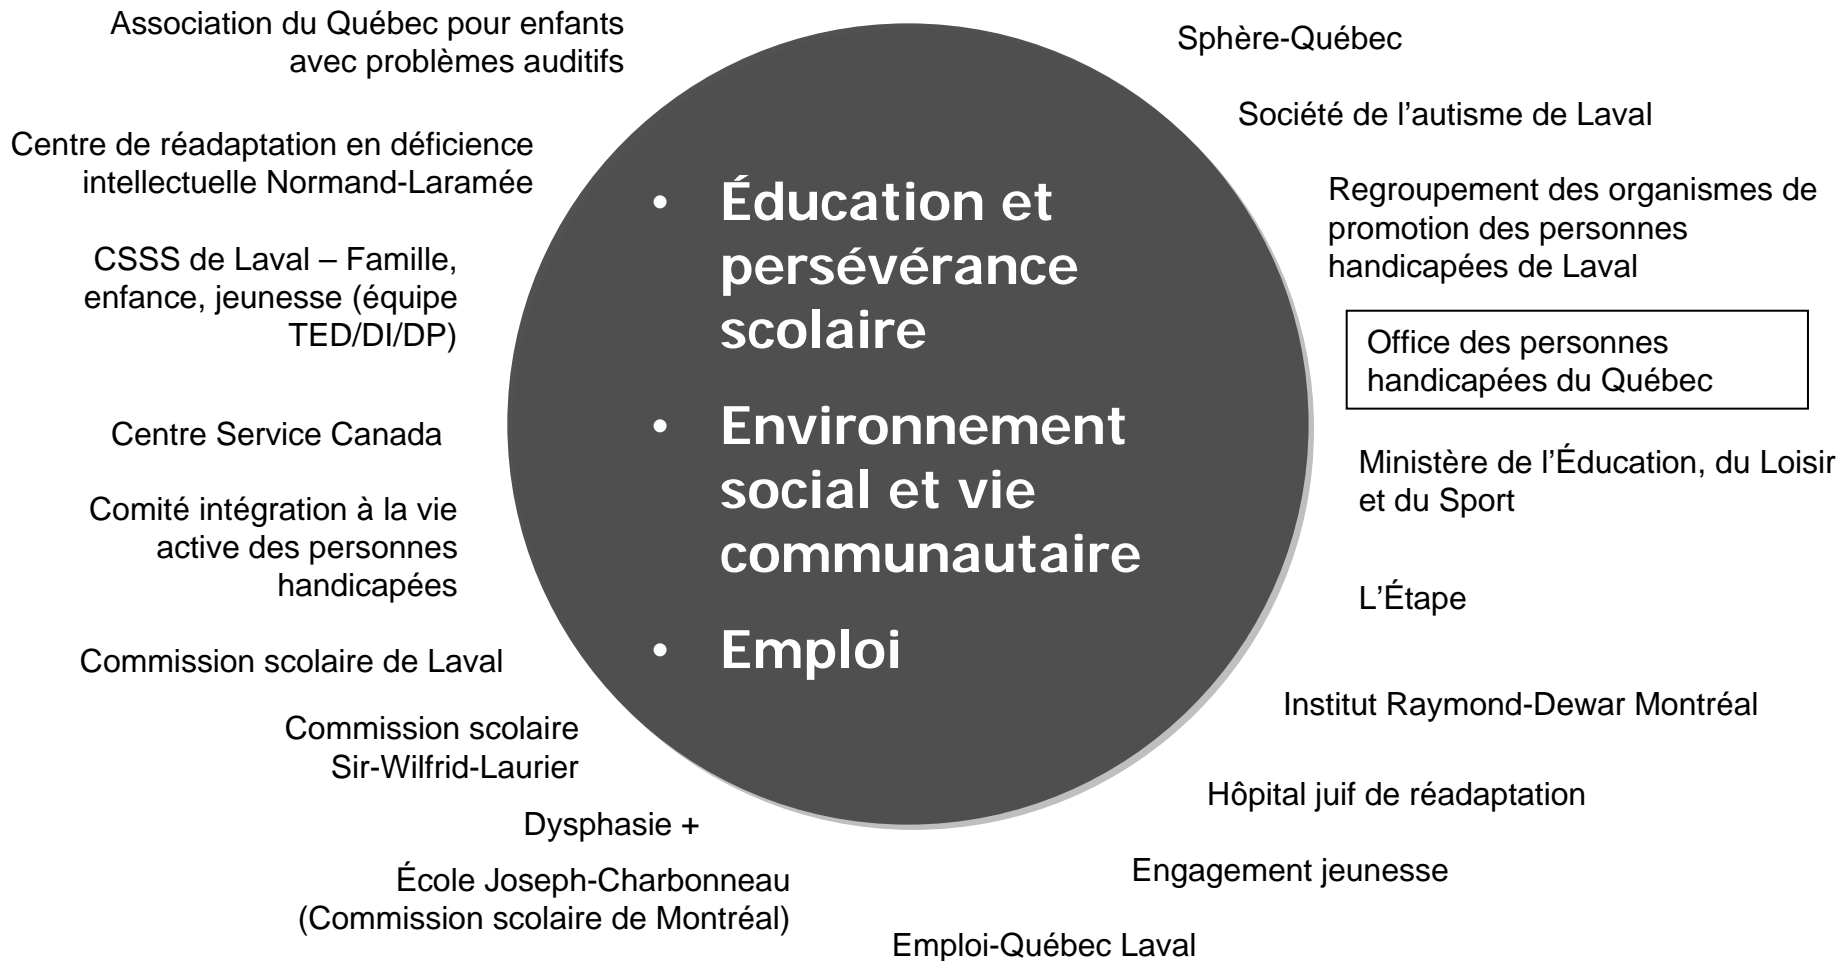 Association du Québec pour enfants
avec problèmes auditifs
Centre de réadaptation en déficience
intellectuelle Normand-Laramée
CSSS de Laval – Famille,
enfance, jeunesse (équipe
TED/DI/DP)
Centre Service Canada
Comité intégration à la vie
active des personnes
handicapées
Commission scolaire de Laval
Commission scolaire
Sir-Wilfrid-Laurier
Dysphasie +
École Joseph-Charbonneau
(Commission scolaire de Montréal)
• Éducation et
persévérance
scolaire
• Environnement
social et vie
communautaire
• Emploi
Sphère-Québec
Société de l’autisme de Laval
Regroupement des organismes de
promotion des personnes
handicapées de Laval
Office des personnes
handicapées du Québec
Ministère de l’Éducation, du Loisir
et du Sport
L’Étape
Institut Raymond-Dewar Montréal
Hôpital juif de réadaptation
Engagement jeunesse
Emploi-Québec Laval